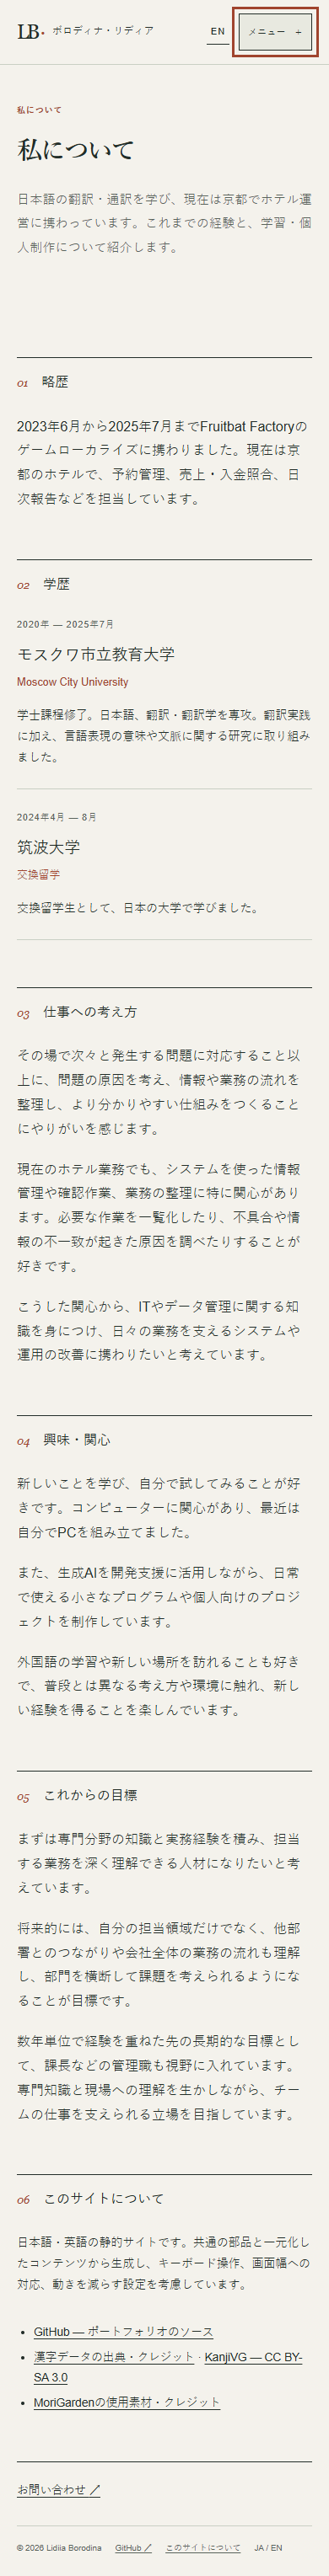 LB. ボロディナ・リディア EN メニュー +
私について
私について
日本語の翻訳・通訳を学び、現在は京都でホテル運
営に携わっています。これまでの経験と、学習・個
人制作について紹介します。
01 略歴
2023年6月から2025年7月までFruitbat Factoryの
ゲームローカライズに携わりました。現在は京
都のホテルで、予約管理、売上・入金照合、日
次報告などを担当しています。
02 学歴
2020年 — 2025年7月
モスクワ市立教育大学
Moscow City University
学士課程修了。日本語、翻訳・翻訳学を専攻。翻訳実践
に加え、言語表現の意味や文脈に関する研究に取り組み
ました。
2024年4月 — 8月
筑波大学
交換留学
交換留学生として、日本の大学で学びました。
03 仕事への考え方
その場で次々と発生する問題に対応すること以
上に、問題の原因を考え、情報や業務の流れを
整理し、より分かりやすい仕組みをつくること
にやりがいを感じます。
現在のホテル業務でも、システムを使った情報
管理や確認作業、業務の整理に特に関心があり
ます。必要な作業を一覧化したり、不具合や情
報の不一致が起きた原因を調べたりすることが
好きです。
こうした関心から、ITやデータ管理に関する知
識を身につけ、日々の業務を支えるシステムや
運用の改善に携わりたいと考えています。
04 興味・関心
新しいことを学び、自分で試してみることが好
きです。コンピューターに関心があり、最近は
自分でPCを組み立てました。
また、生成AIを開発支援に活用しながら、日常
で使える小さなプログラムや個人向けのプロジ
ェクトを制作しています。
外国語の学習や新しい場所を訪れることも好き
で、普段とは異なる考え方や環境に触れ、新し
い経験を得ることを楽しんでいます。
05 これからの目標
まずは専門分野の知識と実務経験を積み、担当
する業務を深く理解できる人材になりたいと考
えています。
将来的には、自分の担当領域だけでなく、他部
署とのつながりや会社全体の業務の流れも理解
し、部門を横断して課題を考えられるようにな
ることが目標です。
数年単位で経験を重ねた先の長期的な目標とし
て、課長などの管理職も視野に入れています。
専門知識と現場への理解を生かしながら、チー
ムの仕事を支えられる立場を目指しています。
06 このサイトについて
日本語・英語の静的サイトです。共通の部品と一元化し
たコンテンツから生成し、キーボード操作、画面幅への
対応、動きを減らす設定を考慮しています。
• GitHub — ポートフォリオのソース
• 漢字データの出典・クレジット · KanjiVG — CC BY-
SA 3.0
• MoriGardenの使用素材・クレジット
お問い合わせ ↗
© 2026 Lidiia Borodina GitHub ↗ このサイトについて JA / EN